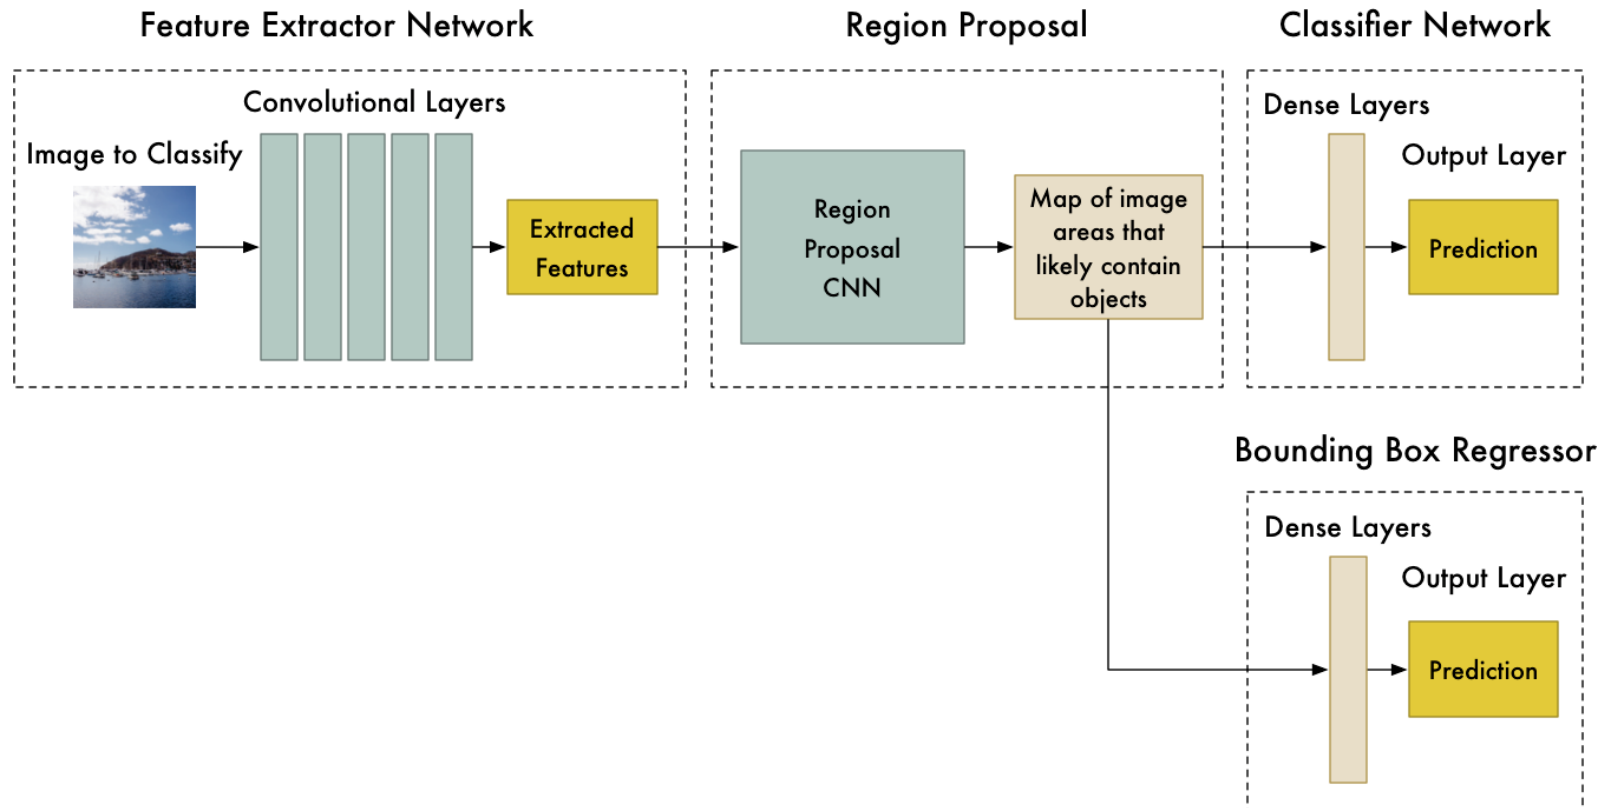 Feature Extractor Network
Region Proposal
Classifier Network
Convolutional Layers
Image to Classify
Extracted
Features
Region
Proposal
CNN
Map of image
areas that
likely contain
objects
Dense Layers
Output Layer
Prediction
Bounding Box Regressor
Dense Layers
Output Layer
Prediction